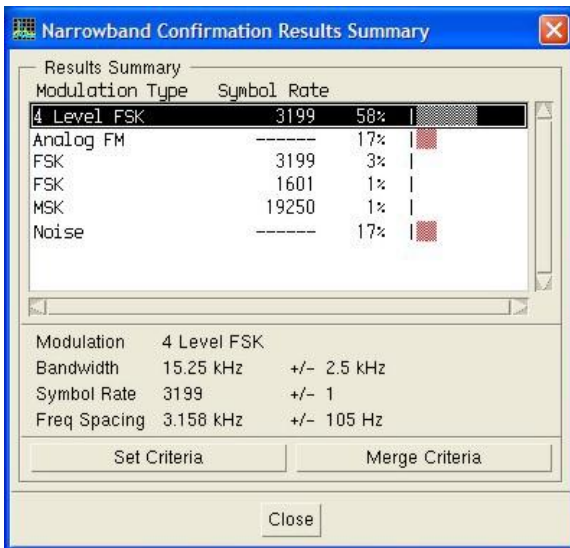 Narrowband Confirmation Results Summary
Results Summary
Modulation Type Symbol Rate
4 Level FSK 3199 58%
Analog FM ------ 17%
FSK 3199 3%
FSK 1601 1%
MSK 19250 1%
Noise ------ 17%
Modulation 4 Level FSK
Bandwidth 15.25 kHz +/- 2.5 kHz
Symbol Rate 3199 +/- 1
Freq Spacing 3.158 kHz +/- 105 Hz
Set Criteria Merge Criteria
Close